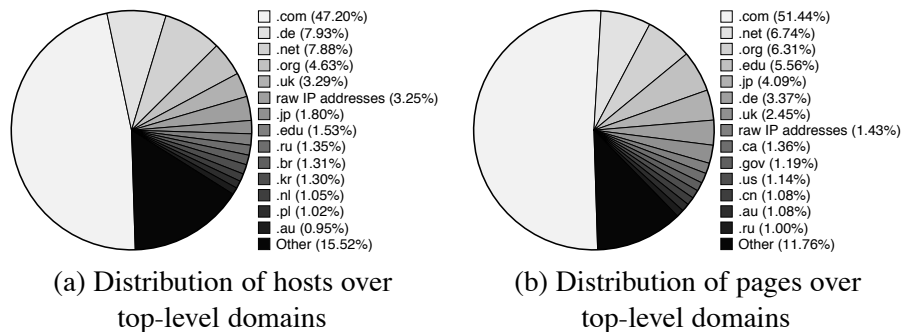 .com (47.20%)
.de (7.93%)
.net (7.88%)
.org (4.63%)
.uk (3.29%)
raw IP addresses (3.25%)
.jp (1.80%)
.edu (1.53%)
.ru (1.35%)
.br (1.31%)
.kr (1.30%)
.nl (1.05%)
.pl (1.02%)
.au (0.95%)
Other (15.52%)
(a) Distribution of hosts over
top-level domains
.com (51.44%)
.net (6.74%)
.org (6.31%)
.edu (5.56%)
.jp (4.09%)
.de (3.37%)
.uk (2.45%)
raw IP addresses (1.43%)
.ca (1.36%)
.gov (1.19%)
.us (1.14%)
.cn (1.08%)
.au (1.08%)
.ru (1.00%)
Other (11.76%)
(b) Distribution of pages over
top-level domains